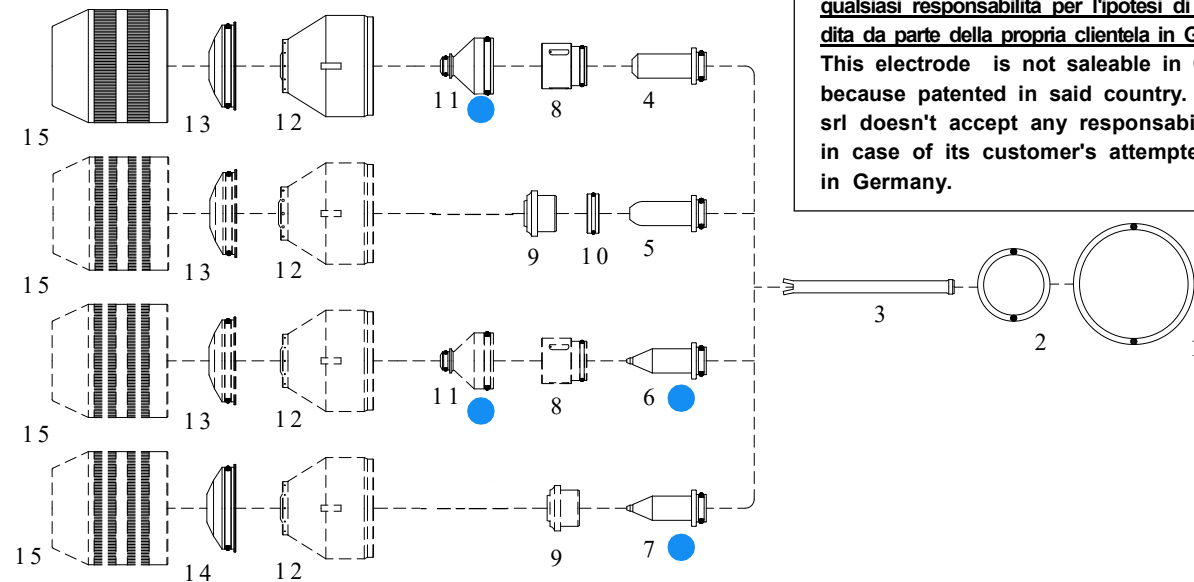 qualsiasi responsabilità per l'ipotesi di
dita da parte della propria clientela in G
This electrode is not saleable in
because patented in said country.
srl doesn't accept any responsabi
in case of its customer's attempte
in Germany.
15 13 12 11 8 4
15 13 12 9 10 5
3 2
15 13 12 11 8 6
15 14 12 9 7